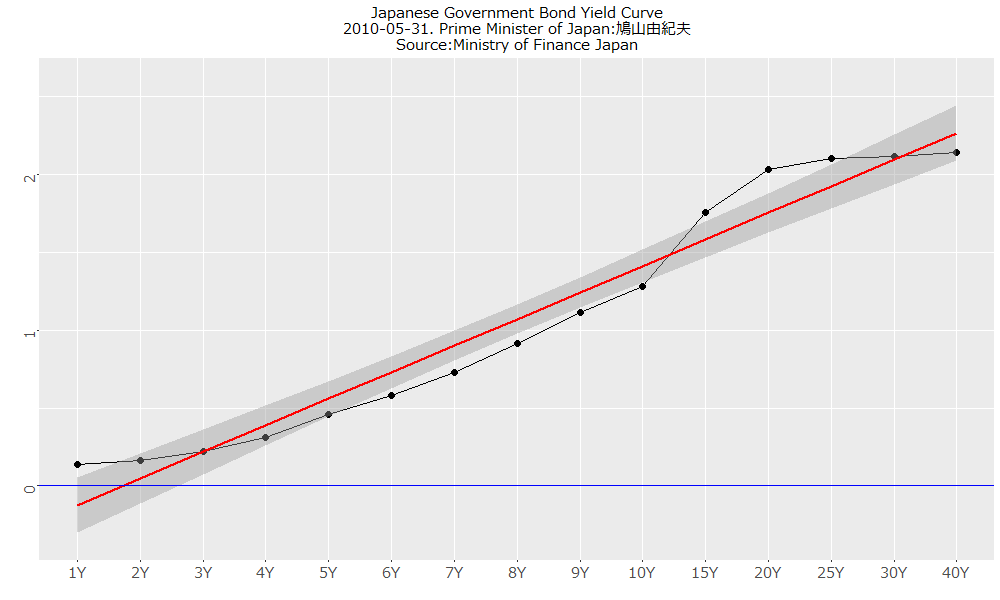 Japanese Government Bond Yield Curve
2010-05-31. Prime Minister of Japan:鳩山由紀夫
Source:Ministry of Finance Japan
2
1
0
1Y 2Y 3Y 4Y 5Y 6Y 7Y 8Y 9Y 10Y 15Y 20Y 25Y 30Y 40Y